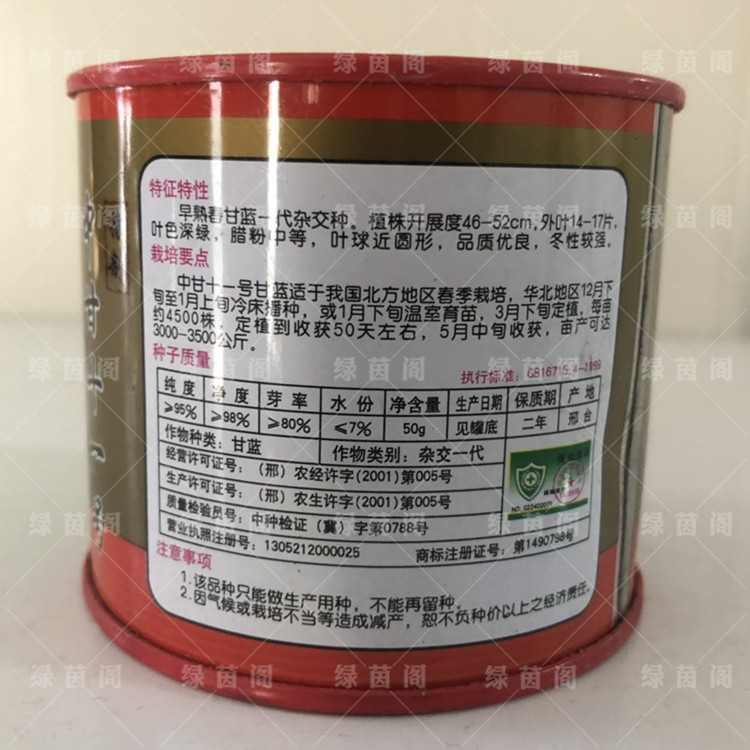 特征特性
早熟春甘蓝一代杂交种。植株开展度46-52cm,外叶14-17片,
叶色深绿，腊粉中等，叶球近圆形，品质优良，冬性较强。
栽培要点
中甘十一号甘蓝适于我国北方地区春季栽培，华北地区12月下
旬至1月上旬冷床播种，或1月下旬温室育苗，3月下旬定植，每亩
约4500株，定植到收获50天左右，5月中旬收获，亩产可达
3000-3500公斤。
种子质量
执行标准：GB16715.4-1999
纯度 净度 芽率 水份 净含量 生产日期 保质期 产地
≥95% ≥98% ≥80% ≤7% 50g 见罐底 二年 邢台
作物种类：甘蓝 作物类别：杂交一代
经营许可证号：（邢）农经许字(2001)第005号
生产许可证号：（邢）农生许字(2001)第005号
质量检验员号：中种检证（冀）字第0788号
营业执照注册号：1305212000025 商标注册证号：第1490798号
注意事项
1.该品种只能做生产用种，不能再留种。
2.因气候或栽培不当等造成减产，恕不负种价以上之经济责任。
绿茵阁